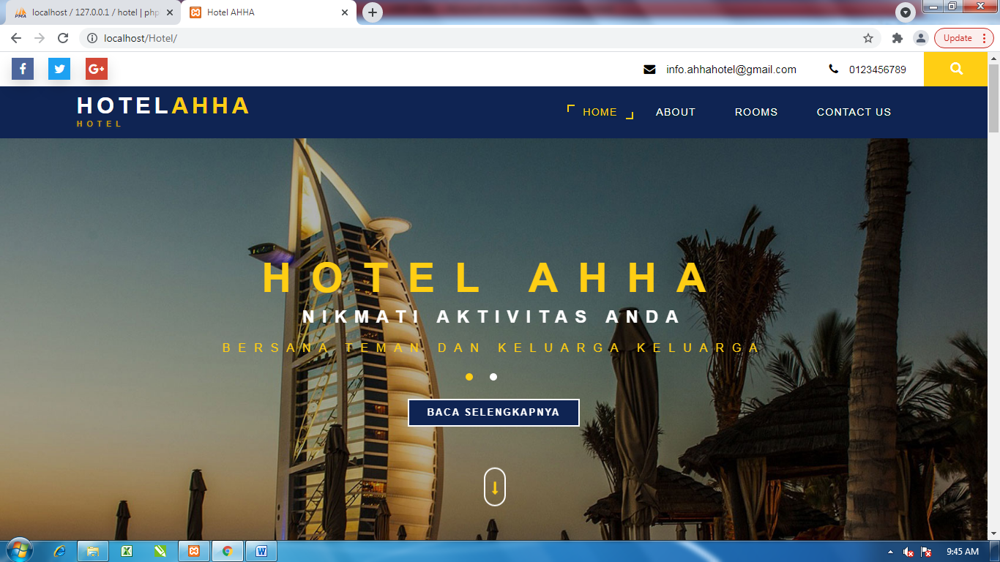 localhost / 127.0.0.1 / hotel | php
Hotel AHHA
localhost/Hotel/
Update
info.ahhahotel@gmail.com
0123456789
HOTELAHHA
HOTEL
HOME
ABOUT
ROOMS
CONTACT US
HOTEL AHHA
NIKMATI AKTIVITAS ANDA
BERSANA TEMAN DAN KELUARGA KELUARGA
BACA SELENGKAPNYA
9:45 AM